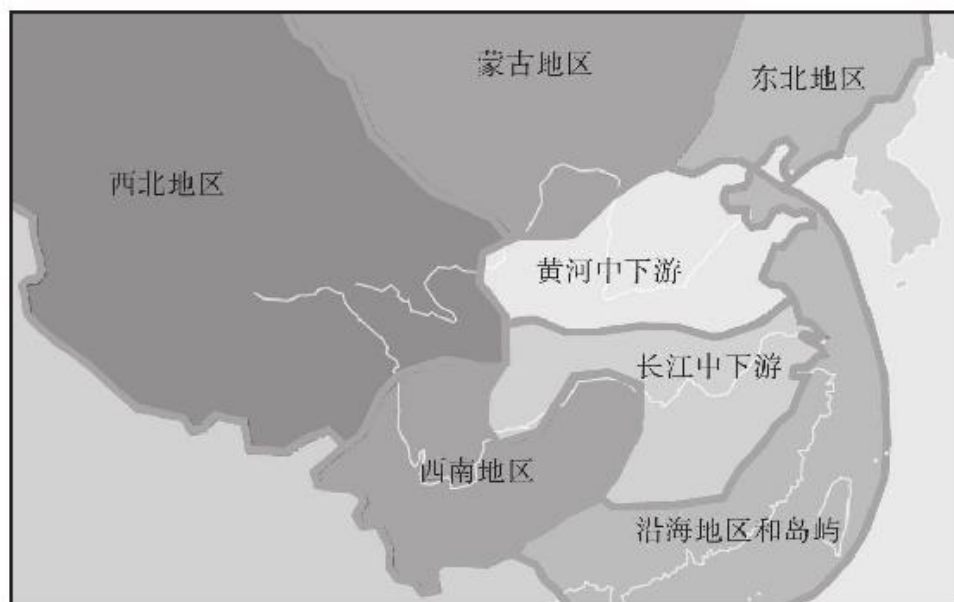 蒙古地区
东北地区
西北地区
黄河中下游
长江中下游
西南地区
沿海地区和岛屿